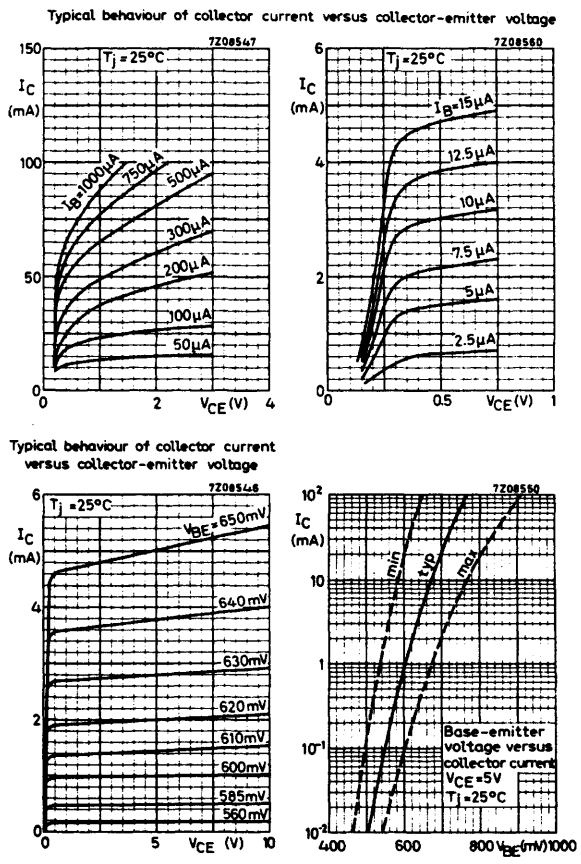 Typical behaviour of collector current versus collector-emitter voltage
7Z08547
150
Tj=25°C
IC
(mA)
100
IB=1000μA
750μA
500μA
300μA
50
200μA
100μA
50μA
0
0
2
VCE(V)
4
7Z08560
6
Tj=25°C
IC
(mA)
IB=15μA
4
12.5μA
10μA
7.5μA
2
5μA
2.5μA
0
0
0.5
VCE(V)
1
Typical behaviour of collector current
versus collector-emitter voltage
7Z08546
6
Tj=25°C
IC
(mA)
VBE=650mV
4
640mV
630mV
2
620mV
610mV
600mV
585mV
560mV
0
0
5
VCE (V)
10
7Z08550
10²
IC
(mA)
min
typ
max
10
1
10⁻¹
Base-emitter
voltage versus
collector current
VCE=5V
Tj=25°C
10⁻²
400
600
800
VBE(mV)
1000